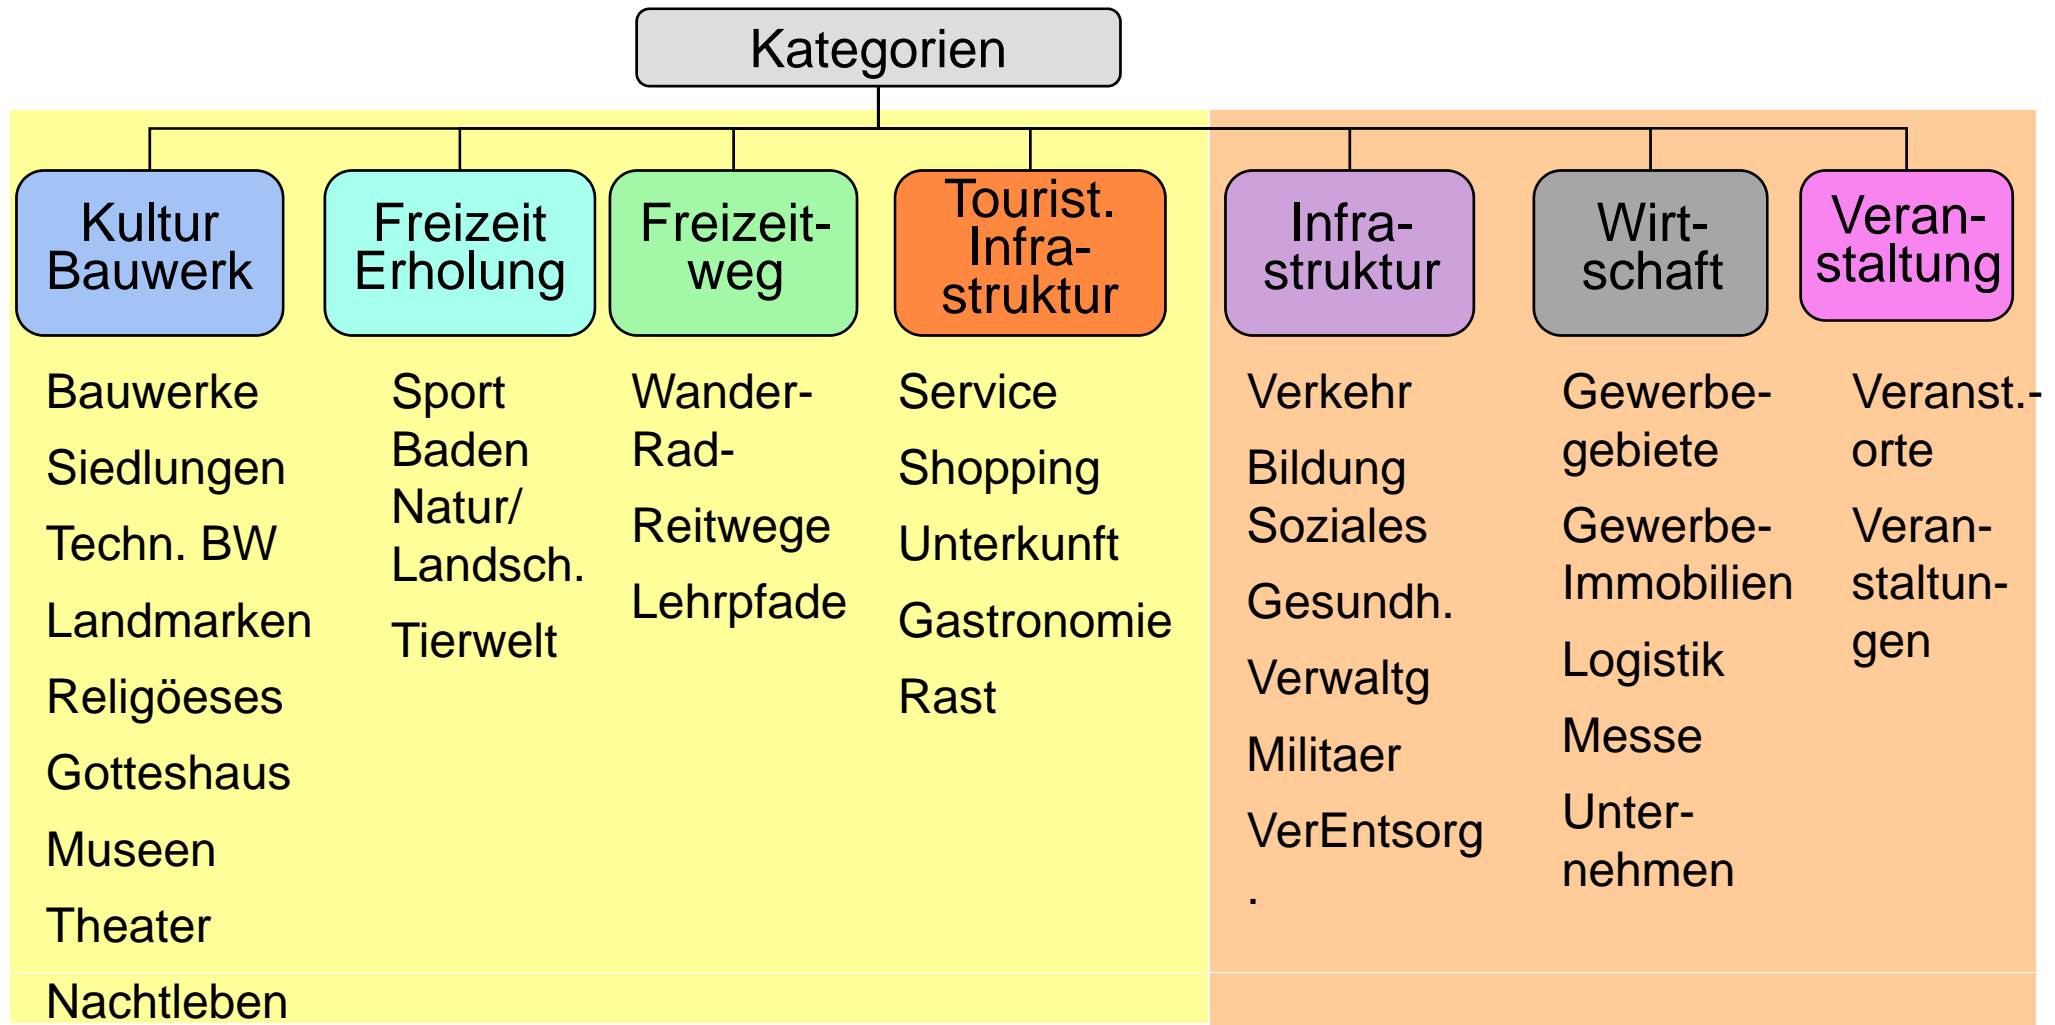 Kategorien
Kultur
Bauwerk
Freizeit
Erholung
Freizeit-
weg
Tourist.
Infra-
struktur
Infra-
struktur
Wirt-
schaft
Veran-
staltung
Bauwerke
Siedlungen
Techn. BW
Landmarken
Religöeses
Gotteshaus
Museen
Theater
Nachtleben
Sport
Baden
Natur/
Landsch.
Tierwelt
Wander-
Rad-
Reitwege
Lehrpfade
Service
Shopping
Unterkunft
Gastronomie
Rast
Verkehr
Bildung
Soziales
Gesundh.
Verwaltg
Militaer
VerEntsorg
.
Gewerbe-
gebiete
Gewerbe-
Immobilien
Logistik
Messe
Unter-
nehmen
Veranst.-
orte
Veran-
staltun-
gen